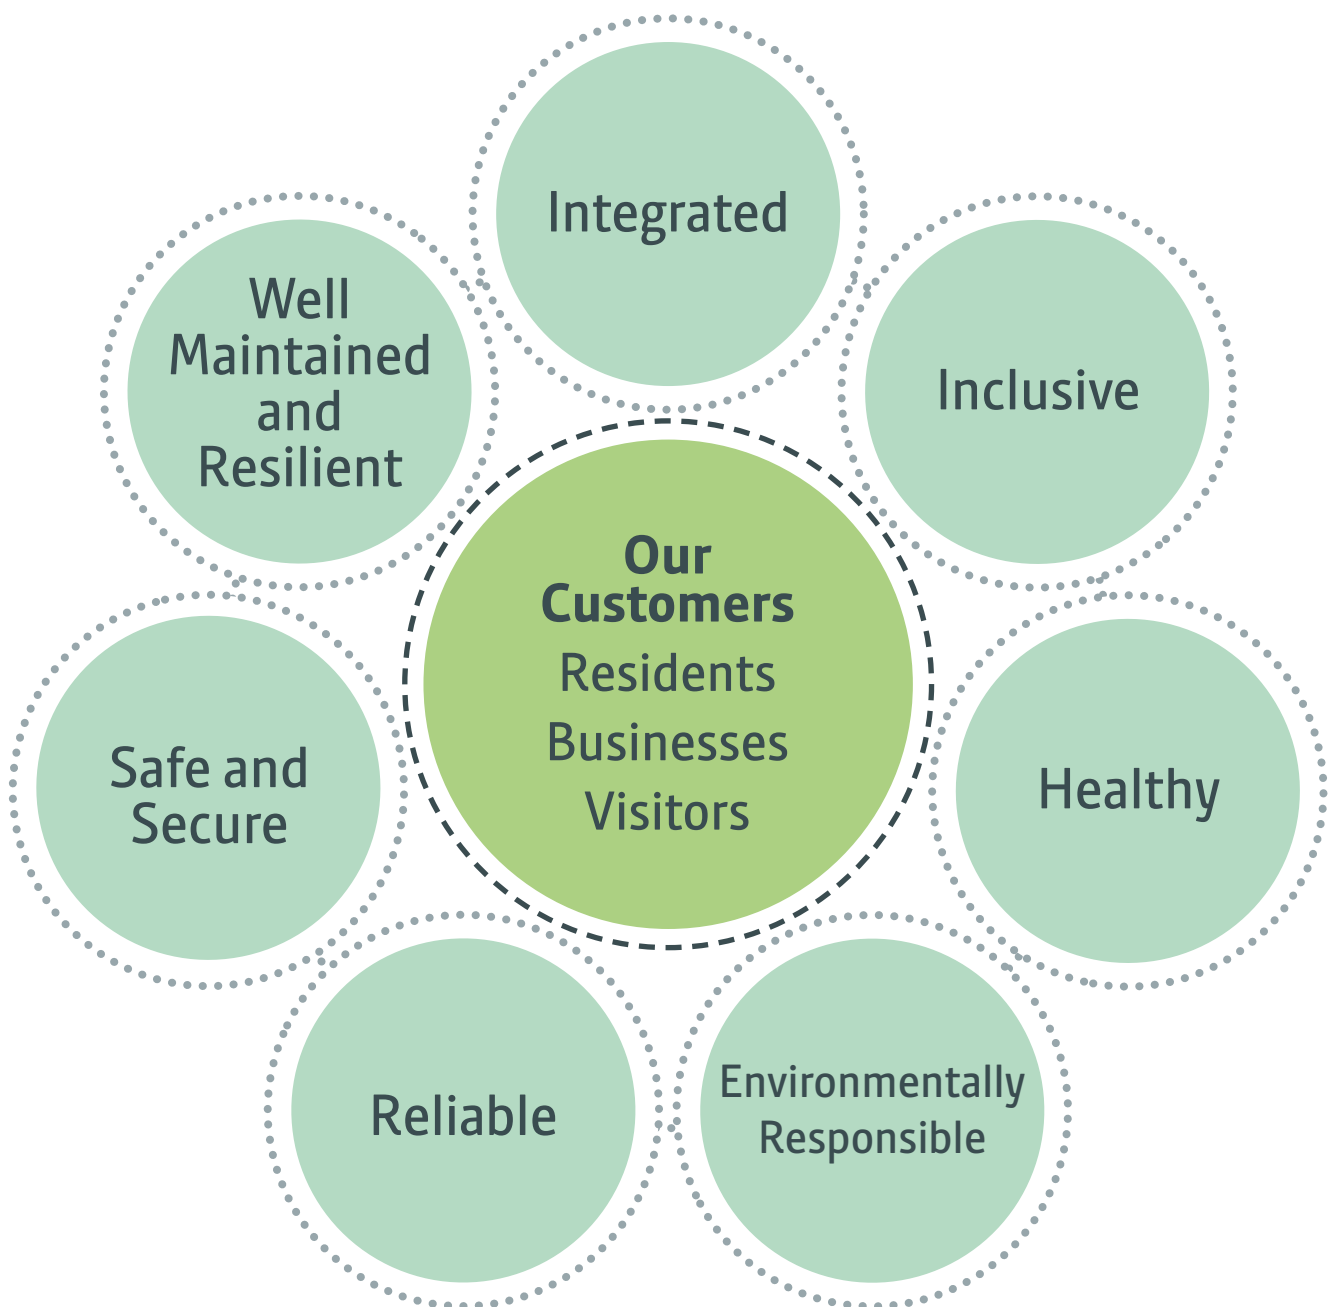 Integrated
Inclusive
Healthy
Environmentally
Responsible
Reliable
Safe and
Secure
Well
Maintained
and
Resilient
Our
Customers
Residents
Businesses
Visitors